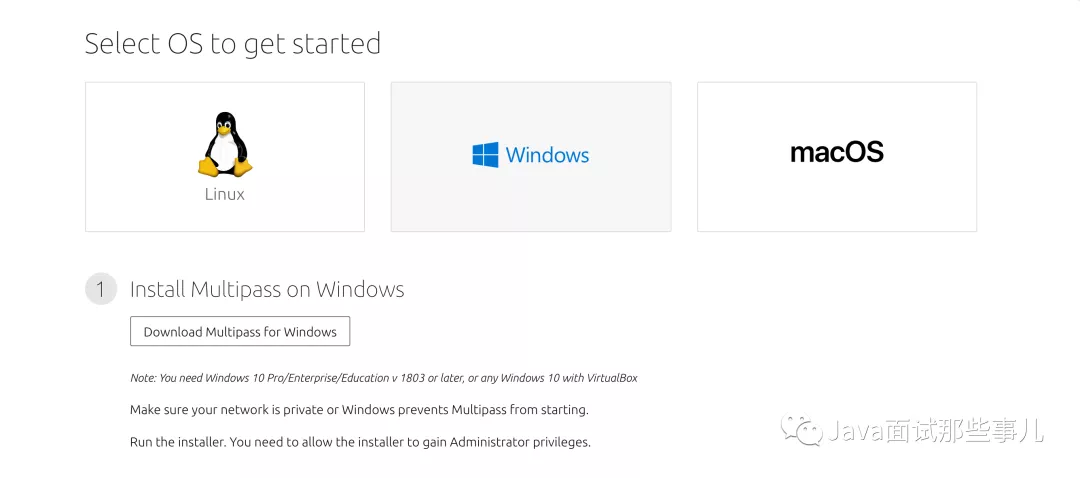 Select OS to get started
Linux
Windows
macOS
1 Install Multipass on Windows
Download Multipass for Windows
Note: You need Windows 10 Pro/Enterprise/Education v 1803 or later, or any Windows 10 with VirtualBox
Make sure your network is private or Windows prevents Multipass from starting.
Run the installer. You need to allow the installer to gain Administrator privileges.
Java面试那些事儿